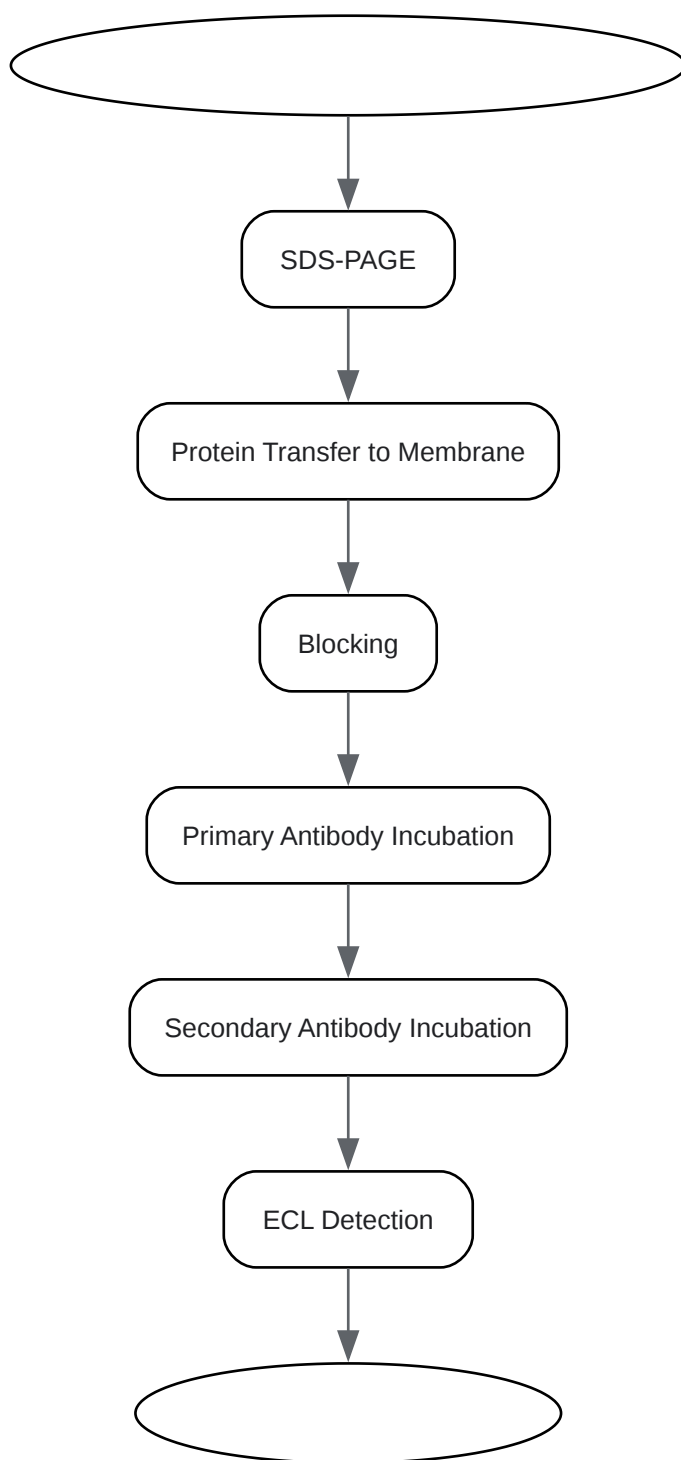 SDS-PAGE
Protein Transfer to Membrane
Blocking
Primary Antibody Incubation
Secondary Antibody Incubation
ECL Detection